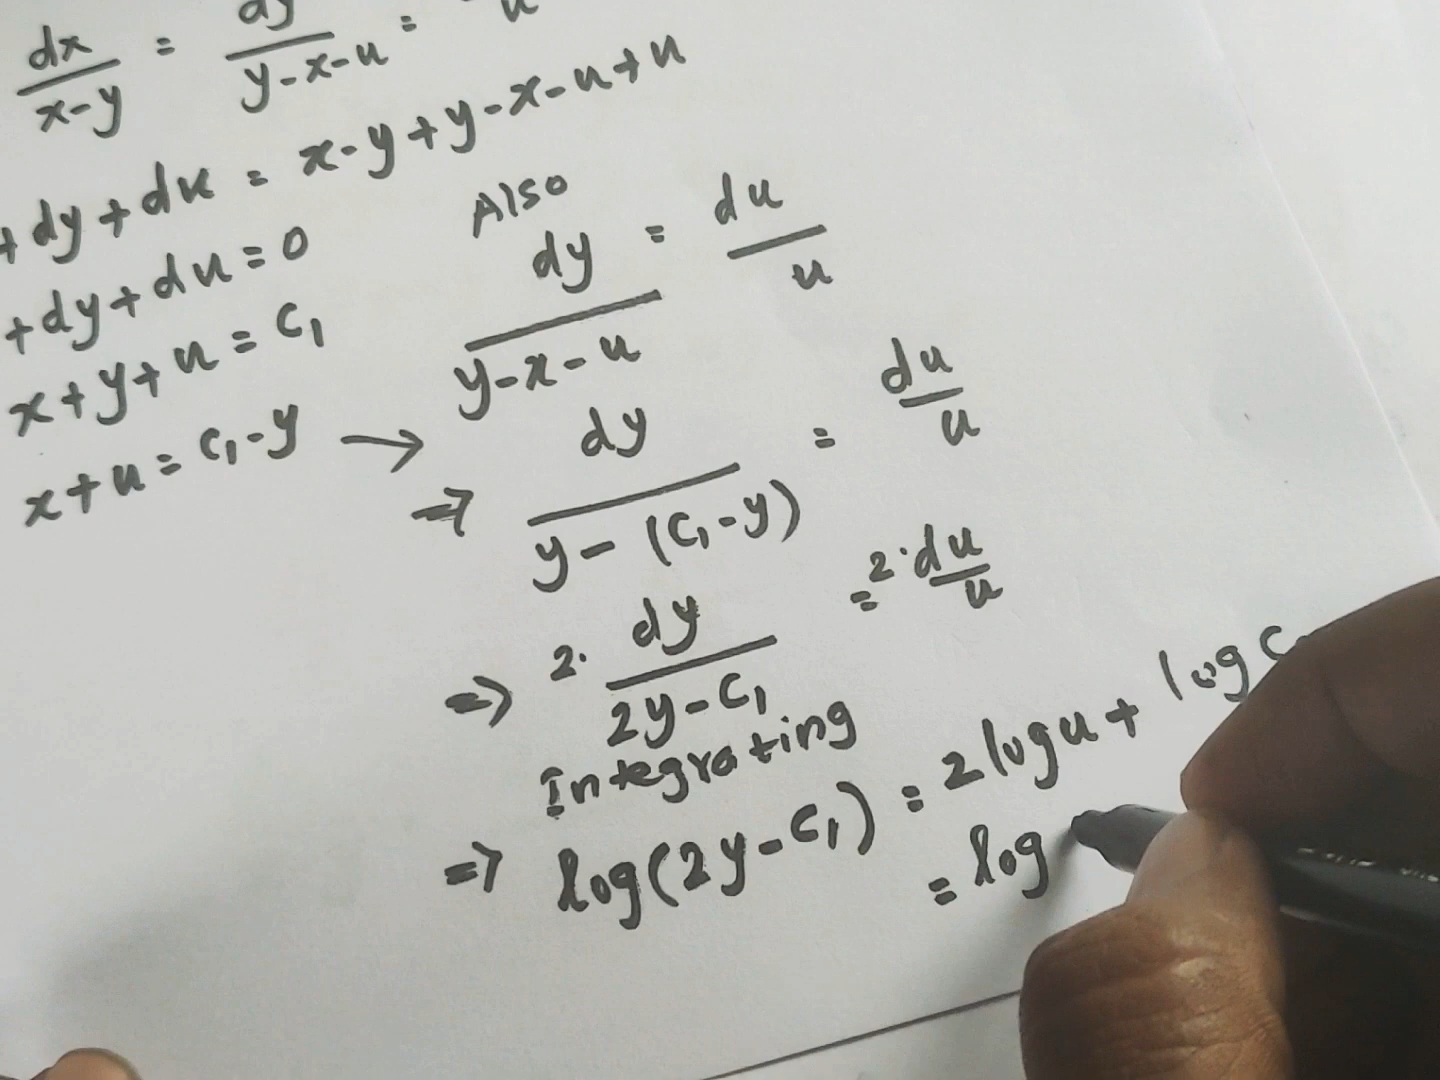 dx/x-y = dy/y-x-u = u
+dy+du = x-y+y-x-u+u
+dy+du=0
x+y+u=C₁
x+u=C₁-y →
Also
dy/y-x-u = du/u
⇒ dy/y-(C₁-y) = du/u
⇒ 2. dy/2y-C₁ = 2. du/u
Integrating
⇒ log(2y-C₁) = 2logu + log C
= log